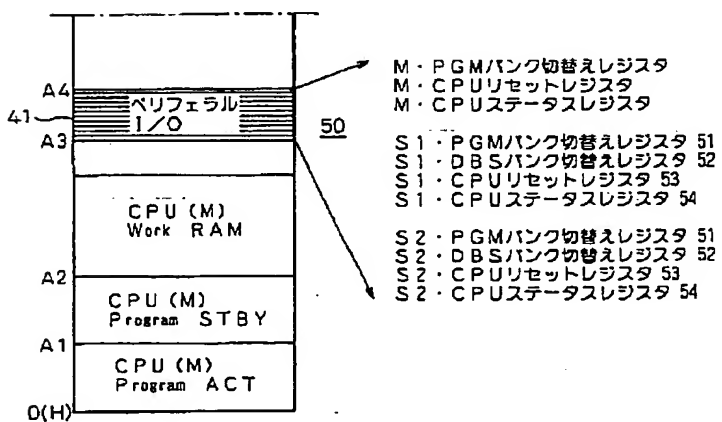 A4
41
ペリフェラル
I/O
A3
50
CPU (M)
Work RAM
A2
CPU (M)
Program STBY
A1
CPU (M)
Program ACT
0(H)
M・PGMバンク切替えレジスタ
M・CPUリセットレジスタ
M・CPUステータスレジスタ
S1・PGMバンク切替えレジスタ 51
S1・DBSバンク切替えレジスタ 52
S1・CPUリセットレジスタ 53
S1・CPUステータスレジスタ 54
S2・PGMバンク切替えレジスタ 51
S2・DBSバンク切替えレジスタ 52
S2・CPUリセットレジスタ 53
S2・CPUステータスレジスタ 54